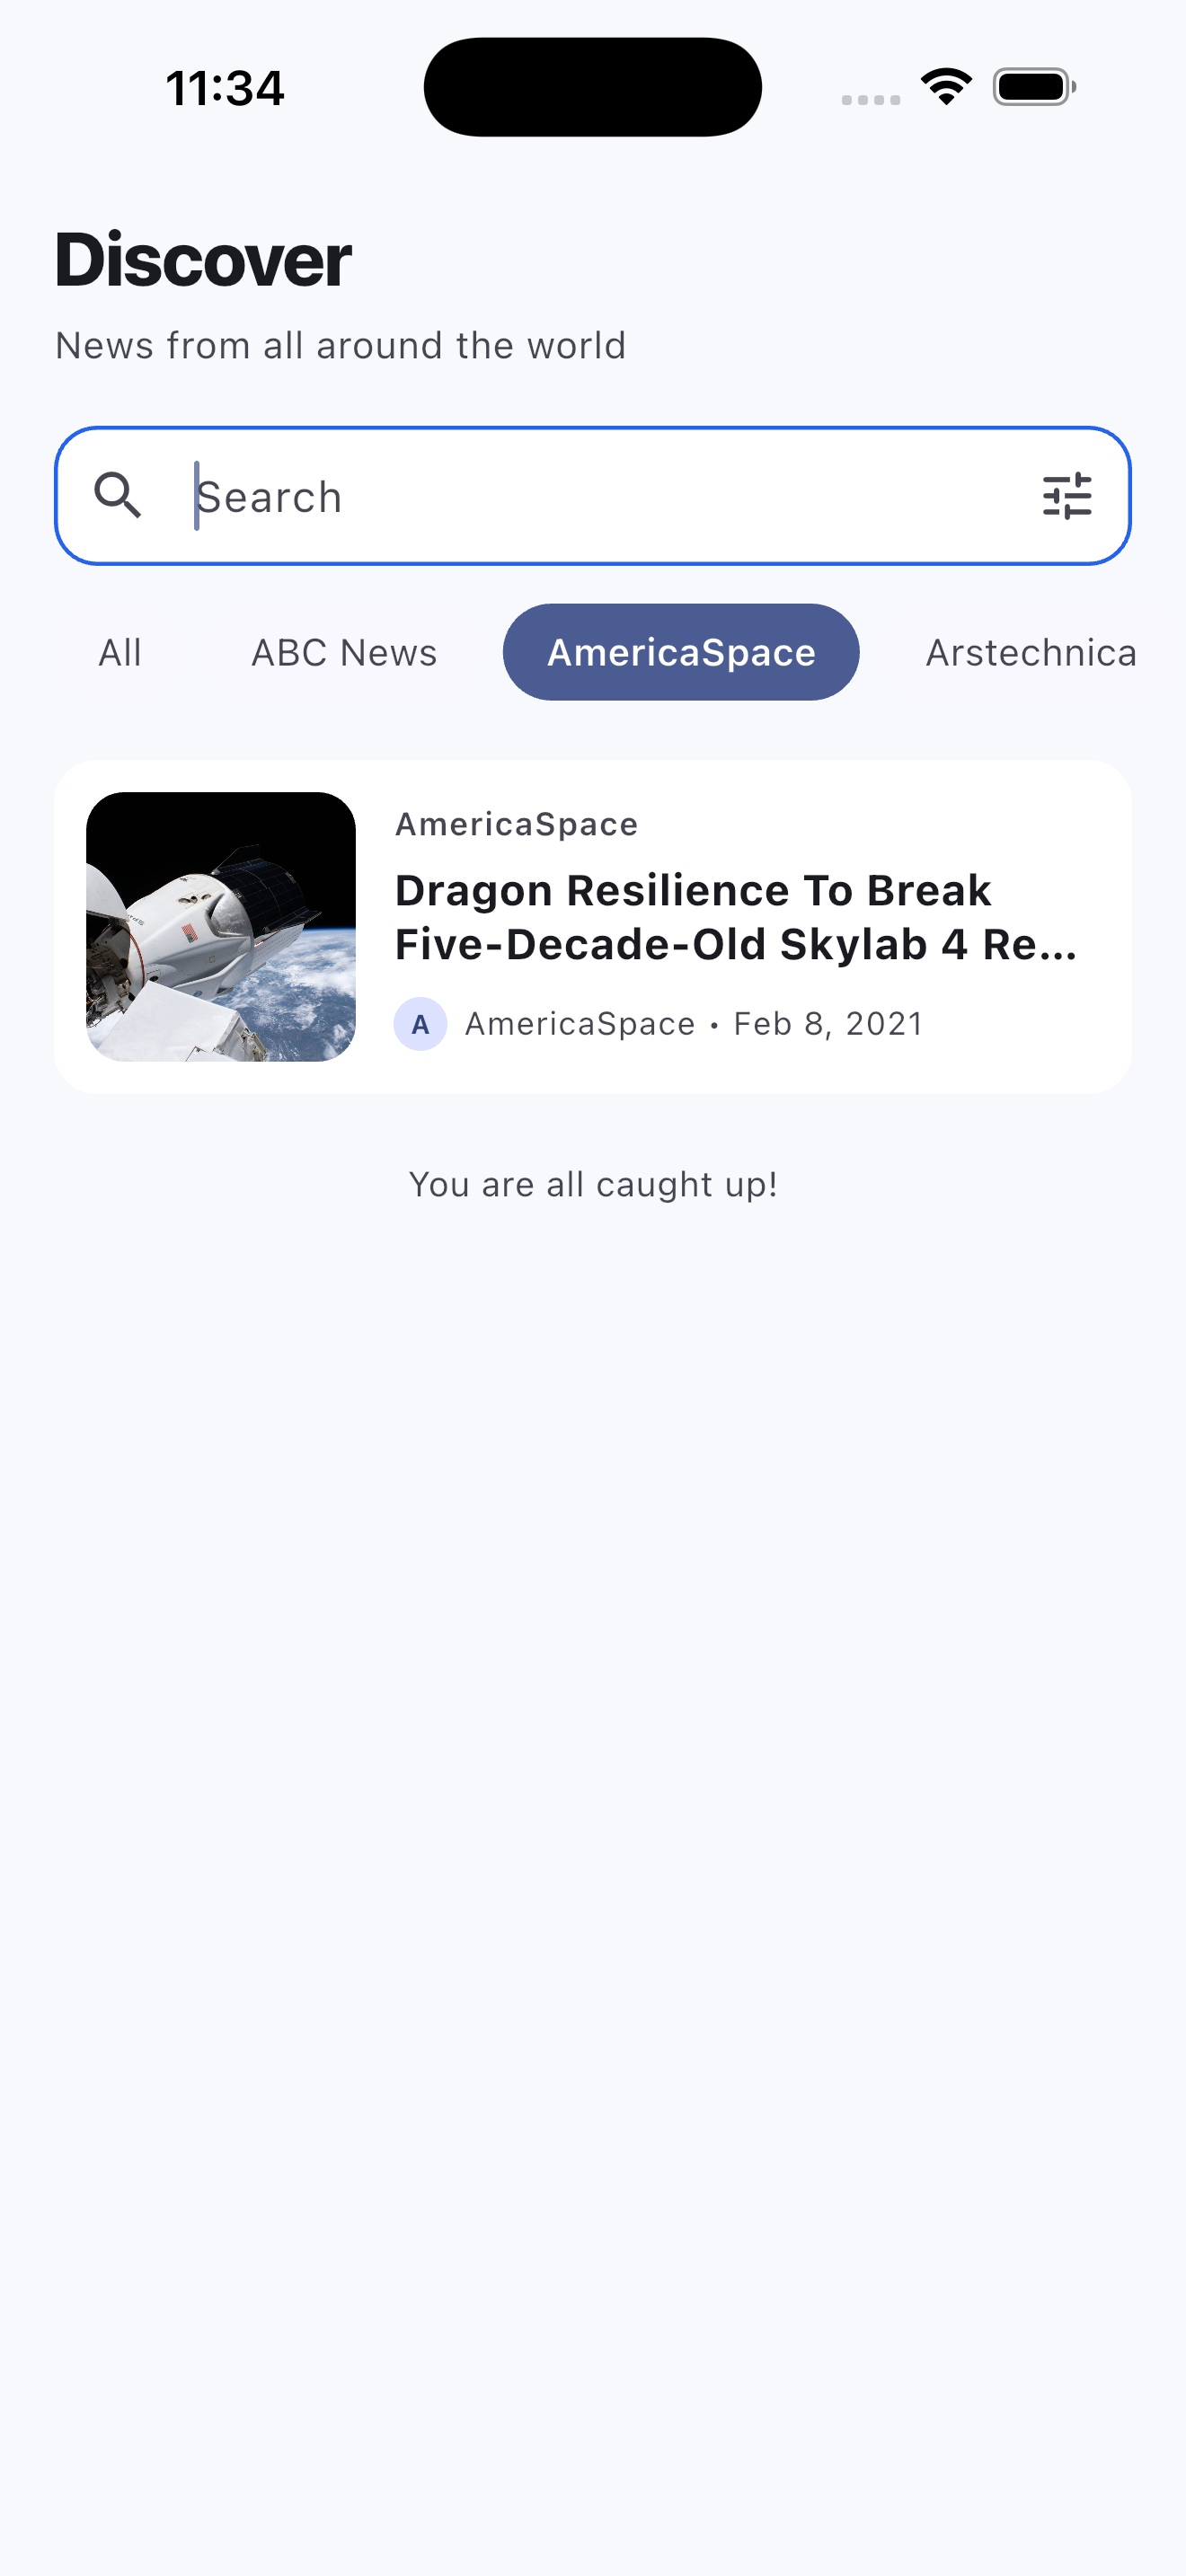 11:34
Discover
News from all around the world
Search
All
ABC News
AmericaSpace
Arstechnica
AmericaSpace
Dragon Resilience To Break
Five-Decade-Old Skylab 4 Re...
A AmericaSpace • Feb 8, 2021
You are all caught up!